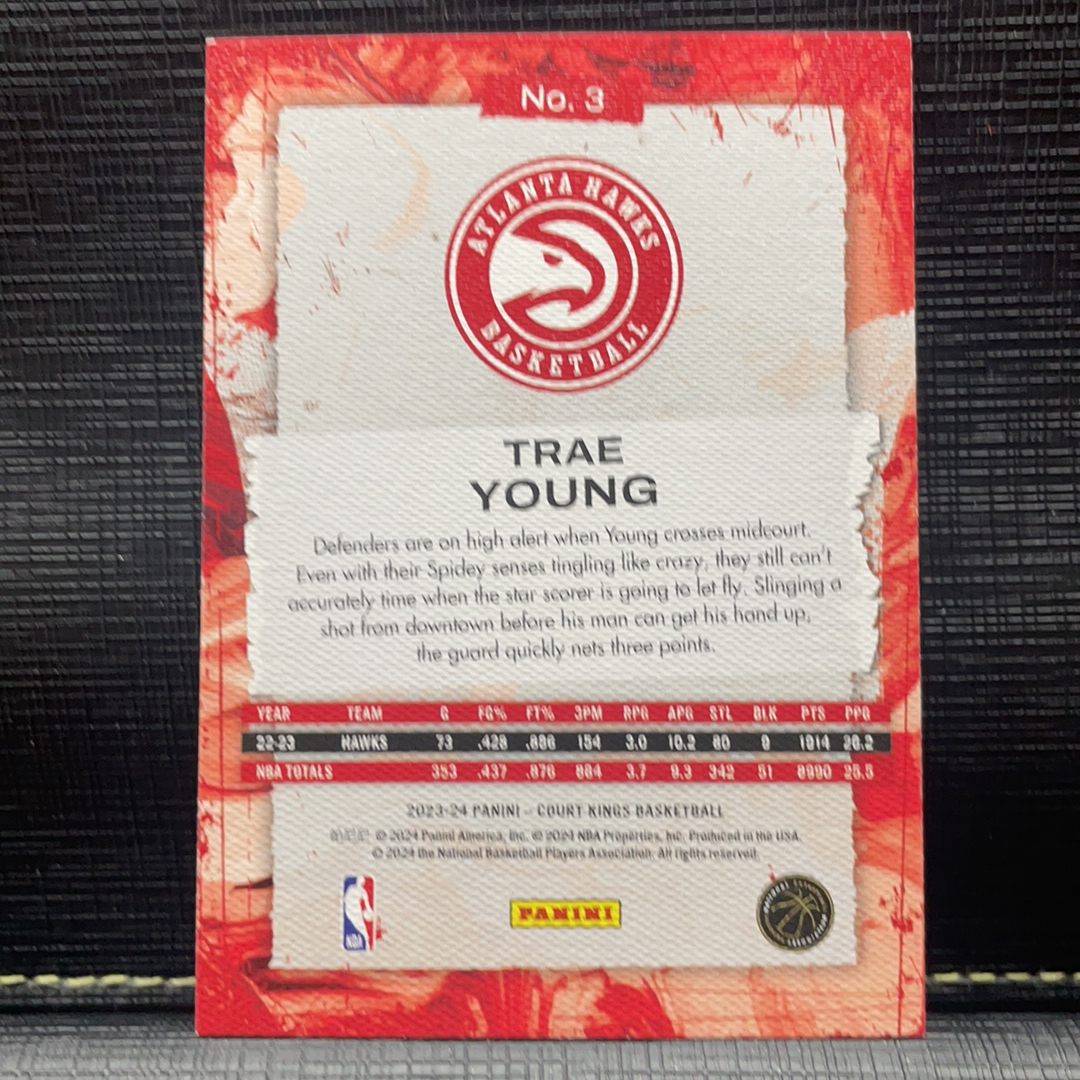 No. 3
ATLANTA HAWKS
BASKETBALL
TRAE
YOUNG
Defenders are on high alert when Young crosses midcourt.
Even with their Spidey senses tingling like crazy, they still can't
accurately time when the star scorer is going to let fly. Slinging a
shot from downtown before his man can get his hand up,
the guard quickly nets three points.
YEAR TEAM G FG% FT% 3PM RPG APG STL BLK PTS PPG
22-23 HAWKS 73 .428 .886 154 3.0 10.2 80 9 1914 26.2
NBA TOTALS 353 .437 .876 884 3.7 9.3 342 51 8990 25.5
2023-24 PANINI – COURT KINGS BASKETBALL
© 2024 Panini America, Inc. © 2024 NBA Properties, Inc. Produced in the USA.
© 2024 the National Basketball Players Association. All rights reserved.
NBA
PANINI